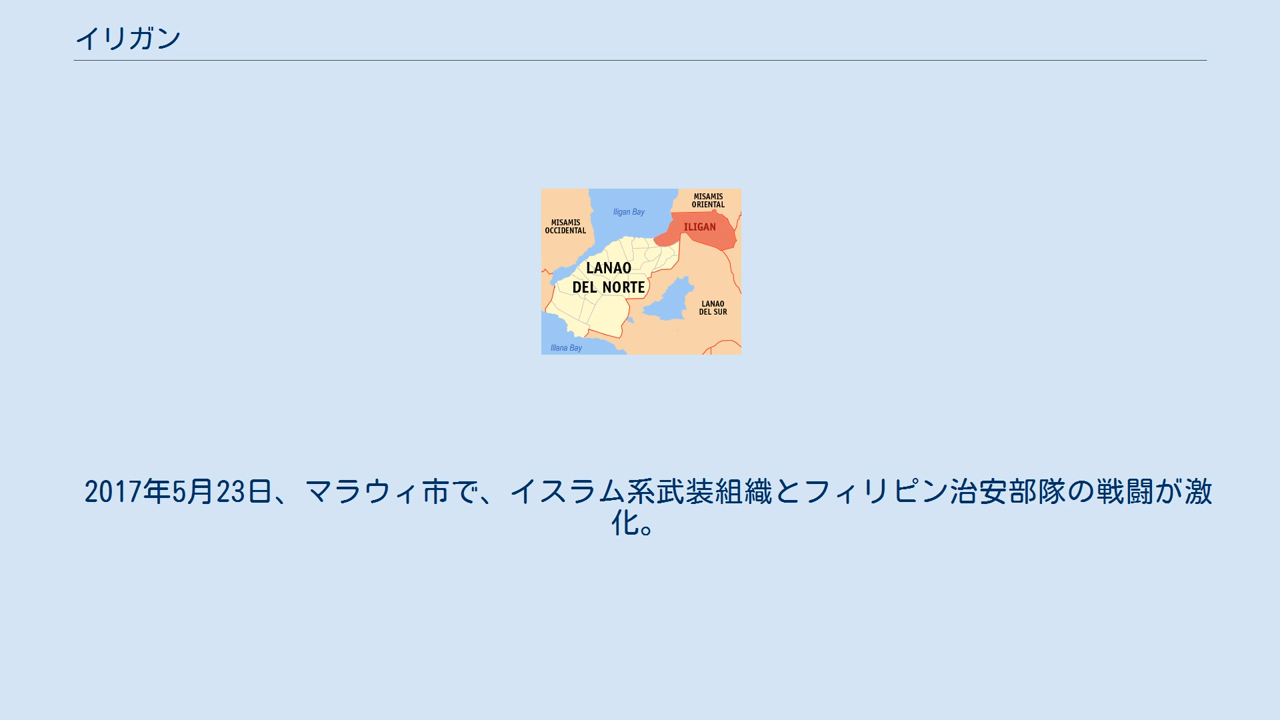 イリガン
Iligan Bay
MISAMIS
ORIENTAL
MISAMIS
OCCIDENTAL
ILIGAN
LANAO
DEL NORTE
LANAO
DEL SUR
Illana Bay
2017年5月23日、マラウィ市で、イスラム系武装組織とフィリピン治安部隊の戦闘が激
化。